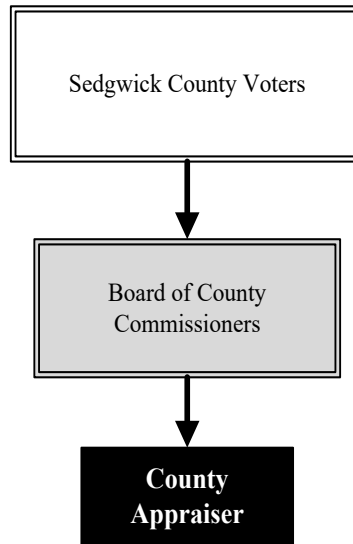 Sedgwick County Voters
Board of County
Commissioners
County
Appraiser